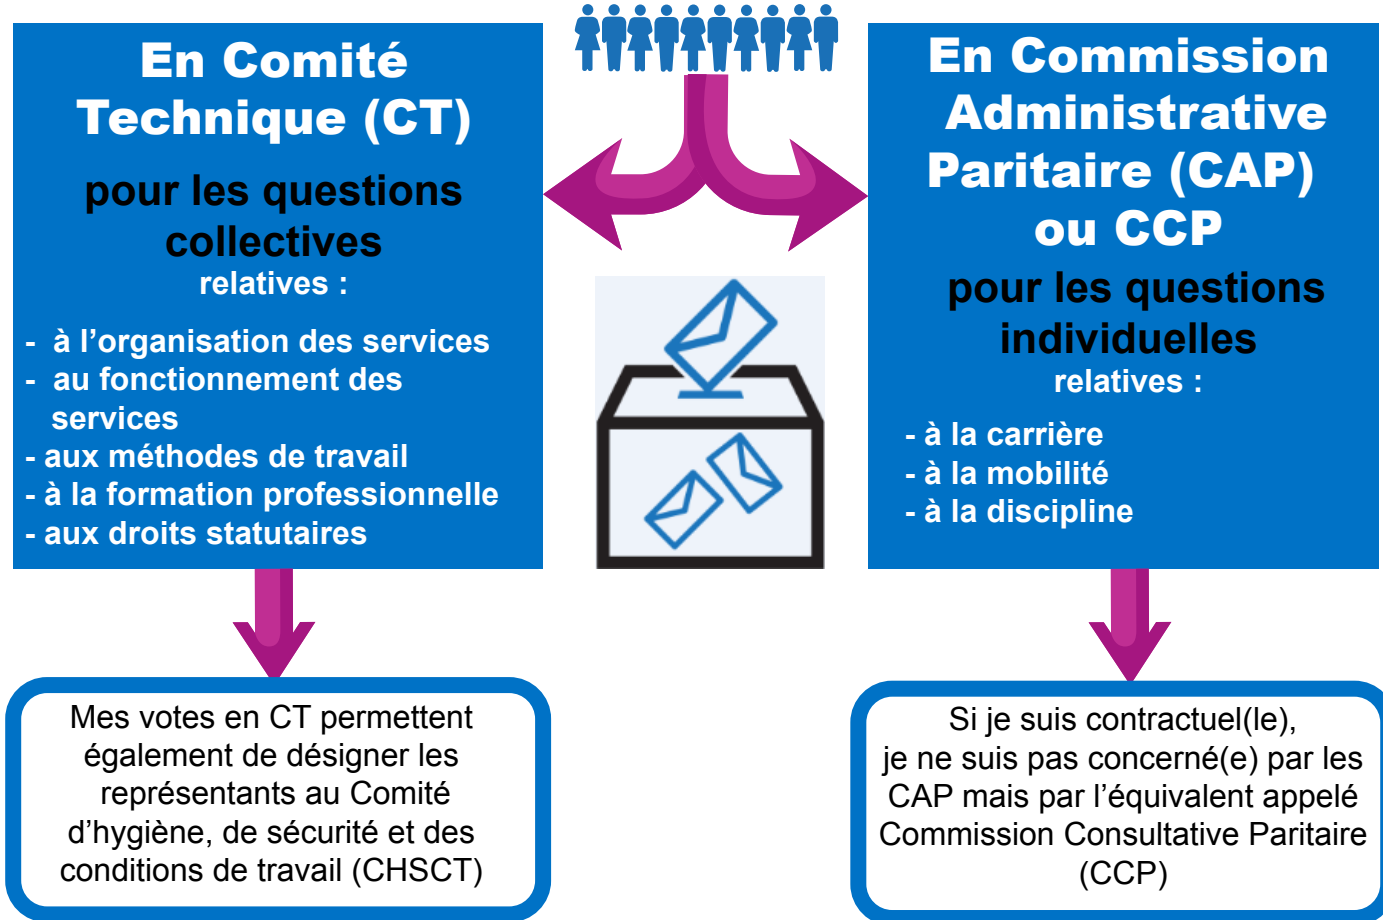 En Comité
Technique (CT)
pour les questions
collectives
relatives :
- à l’organisation des services
- au fonctionnement des
services
- aux méthodes de travail
- à la formation professionnelle
- aux droits statutaires
Mes votes en CT permettent
également de désigner les
représentants au Comité
d’hygiène, de sécurité et des
conditions de travail (CHSCT)
En Commission
Administrative
Paritaire (CAP)
ou CCP
pour les questions
individuelles
relatives :
- à la carrière
- à la mobilité
- à la discipline
Si je suis contractuel(le),
je ne suis pas concerné(e) par les
CAP mais par l’équivalent appelé
Commission Consultative Paritaire
(CCP)